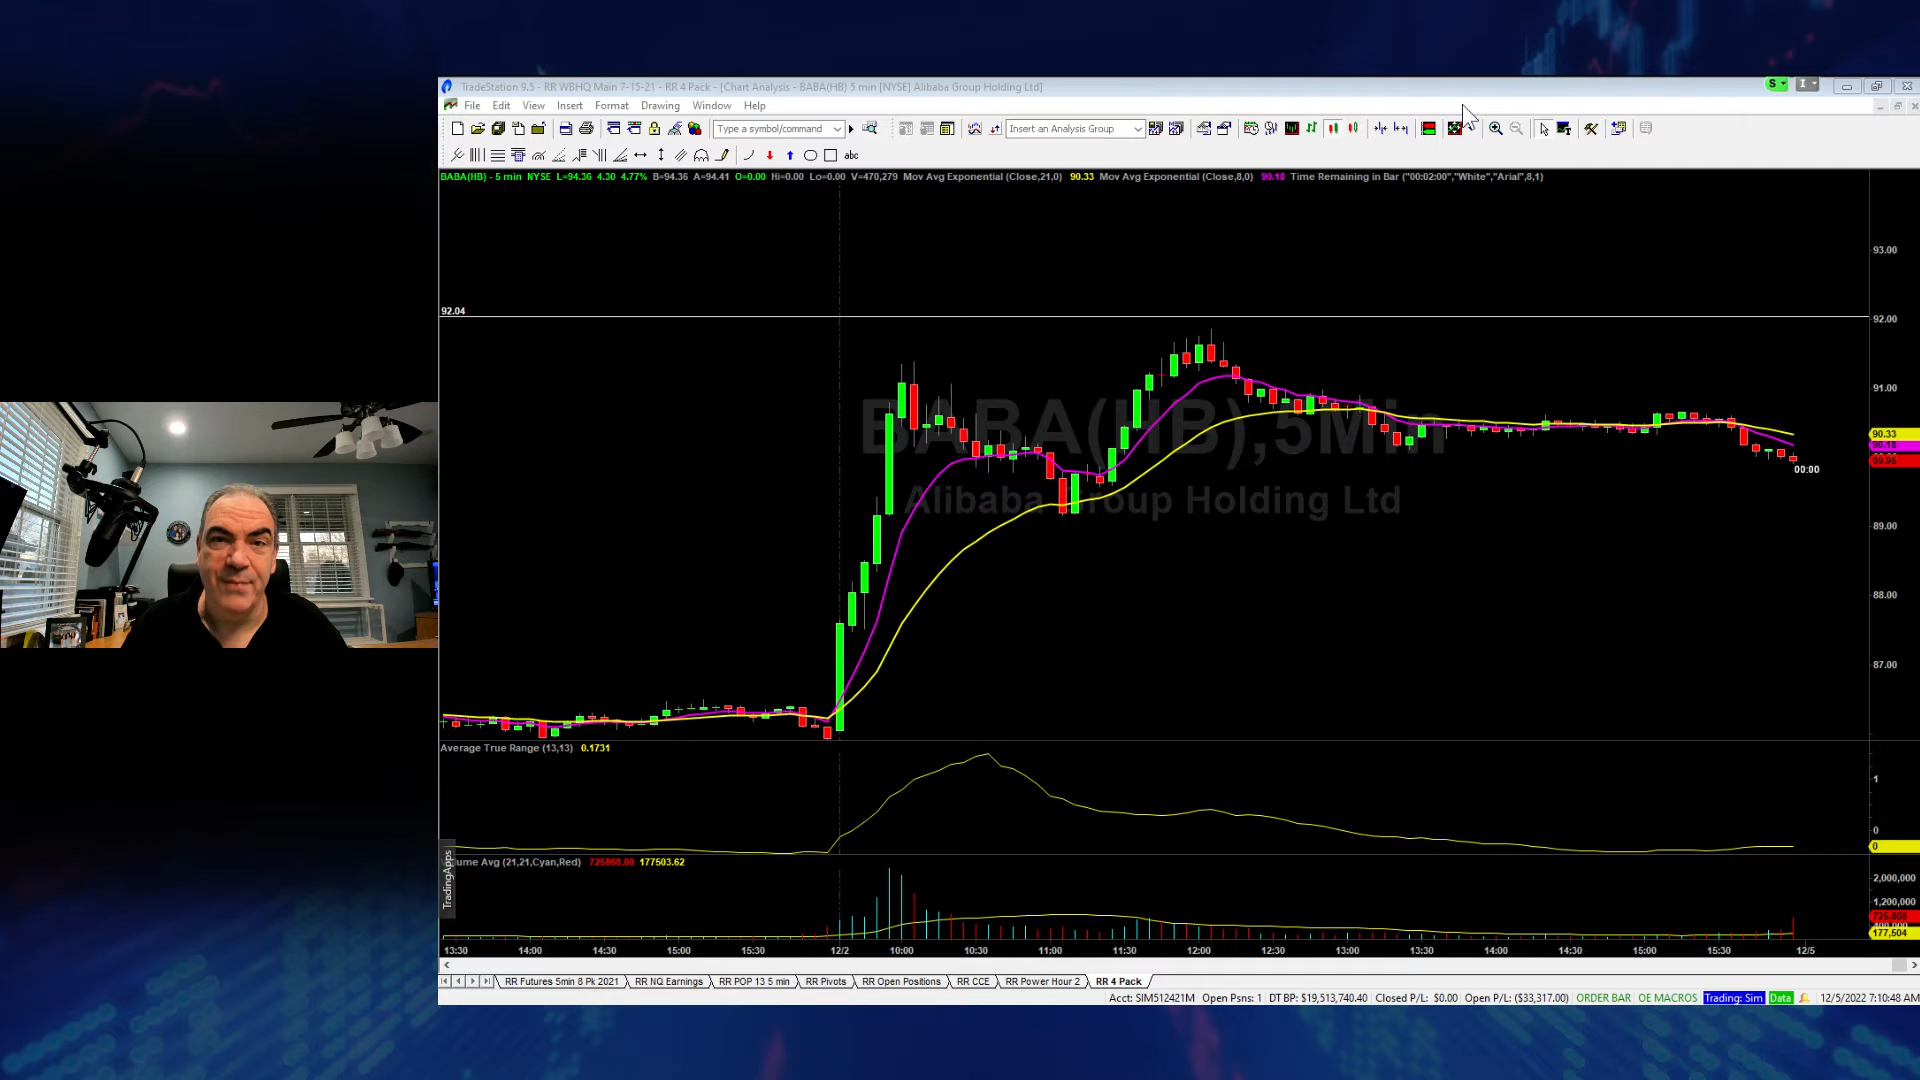 TradeStation 9.5 - RR WBHQ Main 7-15-21 - RR 4 Pack - [Chart Analysis - BABA(HB) 5 min [NYSE] Alibaba Group Holding Ltd]
S
I
File Edit View Insert Format Drawing Window Help
Type a symbol/command
Insert an Analysis Group
abc
BABA(HB) - 5 min NYSE L=94.36 4.30 4.77% B=94.36 A=94.41 O=0.00 Hi=0.00 Lo=0.00 V=470,279 Mov Avg Exponential (Close,21,0) 90.33 Mov Avg Exponential (Close,8,0) 90.18 Time Remaining in Bar ("00:02:00","White","Arial",8,1)
93.00
92.04
92.00
91.00
BABA(HB),5Min
90.33
90.18
89.95
00:00
Alibaba Group Holding Ltd
89.00
88.00
87.00
Average True Range (13,13) 0.1731
1
0
0
TradingApps
ume Avg (21,21,Cyan,Red) 725868.00 177503.62
2,000,000
1,200,000
725,868
177,504
13:30 14:00 14:30 15:00 15:30 12/2 10:00 10:30 11:00 11:30 12:00 12:30 13:00 13:30 14:00 14:30 15:00 15:30 12/5
RR Futures 5min 8 Pk 2021 RR NQ Earnings RR POP 13 5 min RR Pivots RR Open Positions RR CCE RR Power Hour 2 RR 4 Pack
Acct: SIM512421M Open Psns: 1 DT BP: $19,513,740.40 Closed P/L: $0.00 Open P/L: ($33,317.00) ORDER BAR OE MACROS Trading: Sim Data 12/5/2022 7:10:48 AM